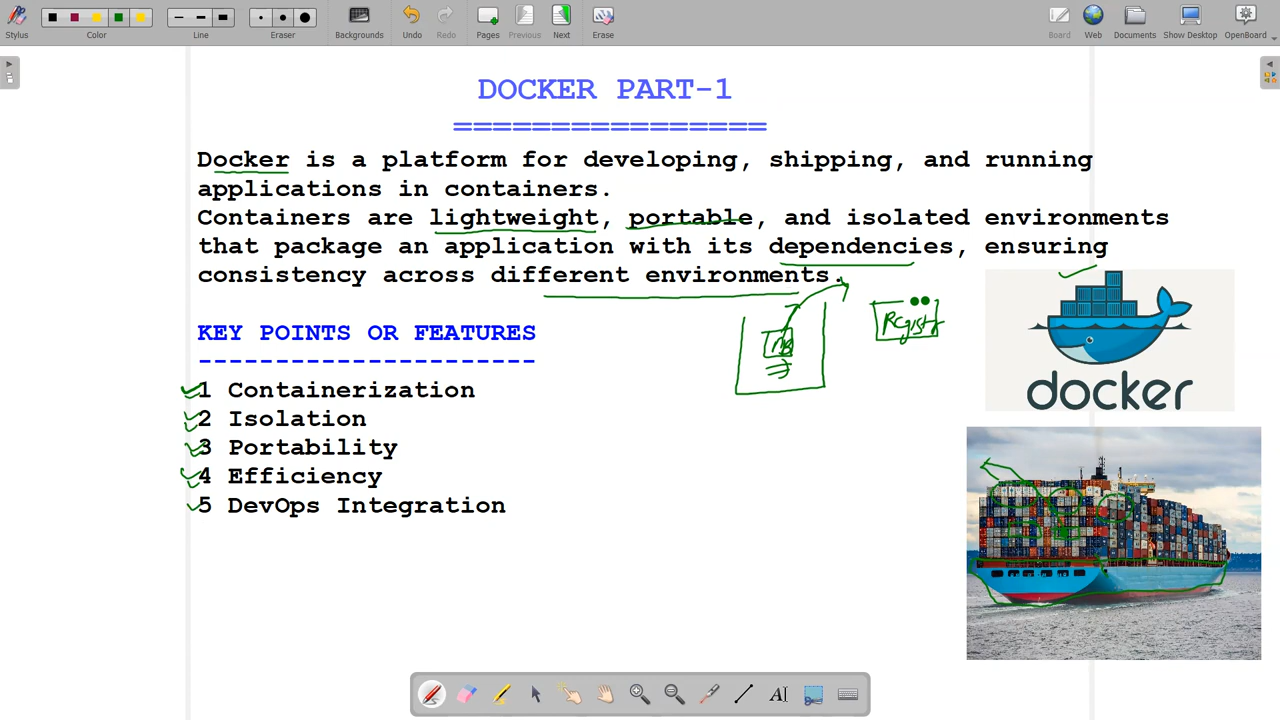 Stylus
Color
Line
Eraser
Backgrounds
Undo
Redo
Pages
Previous
Next
Erase
Board
Web
Documents
Show Desktop
OpenBoard
DOCKER PART-1
=====================
Docker is a platform for developing, shipping, and running
applications in containers.
Containers are lightweight, portable, and isolated environments
that package an application with its dependencies, ensuring
consistency across different environments.
Registr
KEY POINTS OR FEATURES
----------------------
docker
1 Containerization
2 Isolation
3 Portability
4 Efficiency
5 DevOps Integration